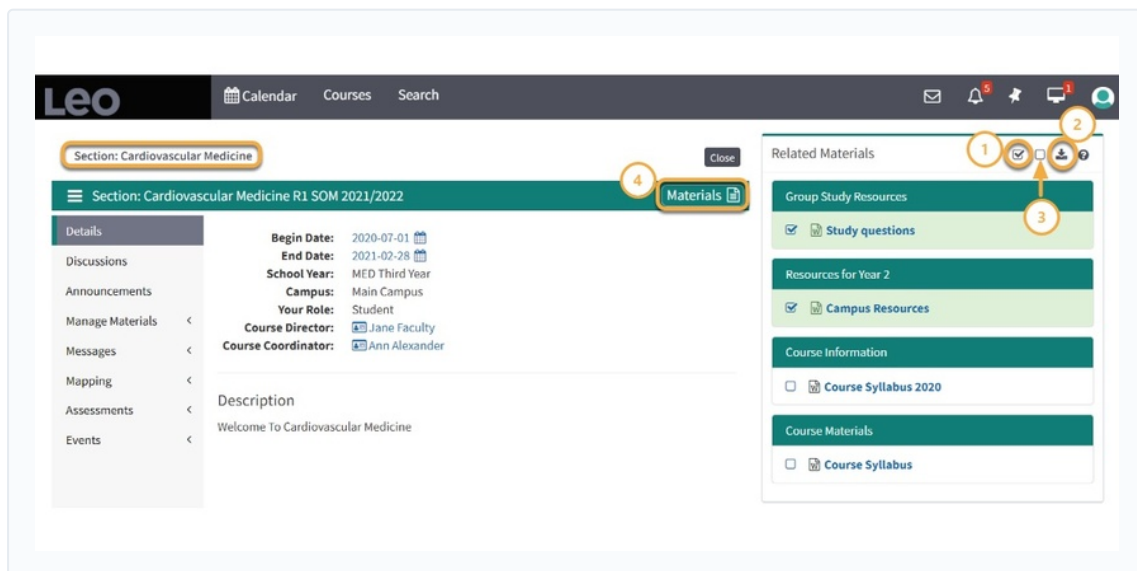 Leo
Calendar Courses Search
5
1
Section: Cardiovascular Medicine
Close
Section: Cardiovascular Medicine R1 SOM 2021/2022
Materials
4
Details
Discussions
Announcements
Manage Materials
Messages
Mapping
Assessments
Events
Begin Date: 2020-07-01
End Date: 2021-02-28
School Year: MED Third Year
Campus: Main Campus
Your Role: Student
Course Director: Jane Faculty
Course Coordinator: Ann Alexander
Description
Welcome To Cardiovascular Medicine
Related Materials
1
2
3
Group Study Resources
Study questions
Resources for Year 2
Campus Resources
Course Information
Course Syllabus 2020
Course Materials
Course Syllabus